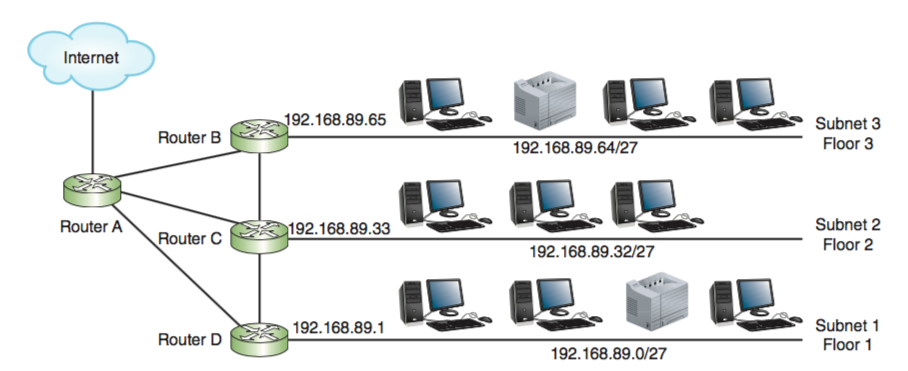 Internet
Router B
192.168.89.65
192.168.89.64/27
Subnet 3
Floor 3
Router A
Router C
192.168.89.33
192.168.89.32/27
Subnet 2
Floor 2
Router D
192.168.89.1
192.168.89.0/27
Subnet 1
Floor 1